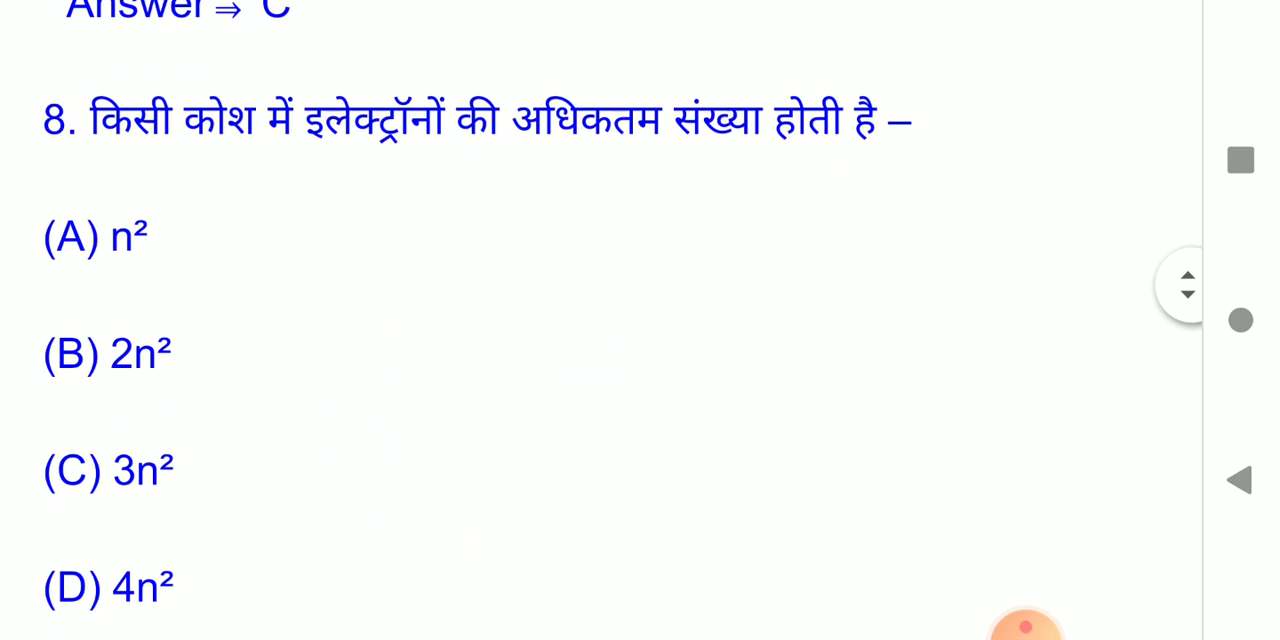 Answer ⇒ C
8. किसी कोश में इलेक्ट्रॉनों की अधिकतम संख्या होती है –
(A) n²
(B) 2n²
(C) 3n²
(D) 4n²